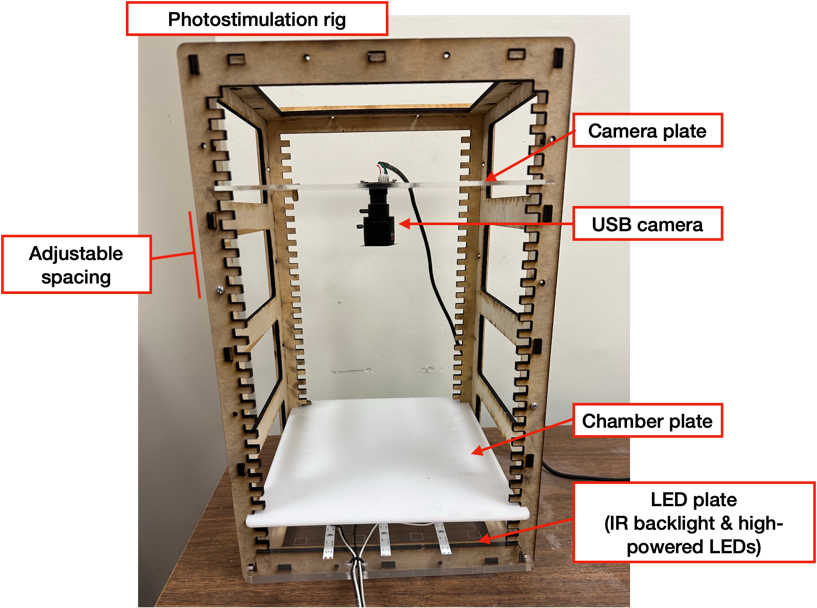 Photostimulation rig
Camera plate
USB camera
Adjustable
spacing
Chamber plate
LED plate
(IR backlight & high-
powered LEDs)